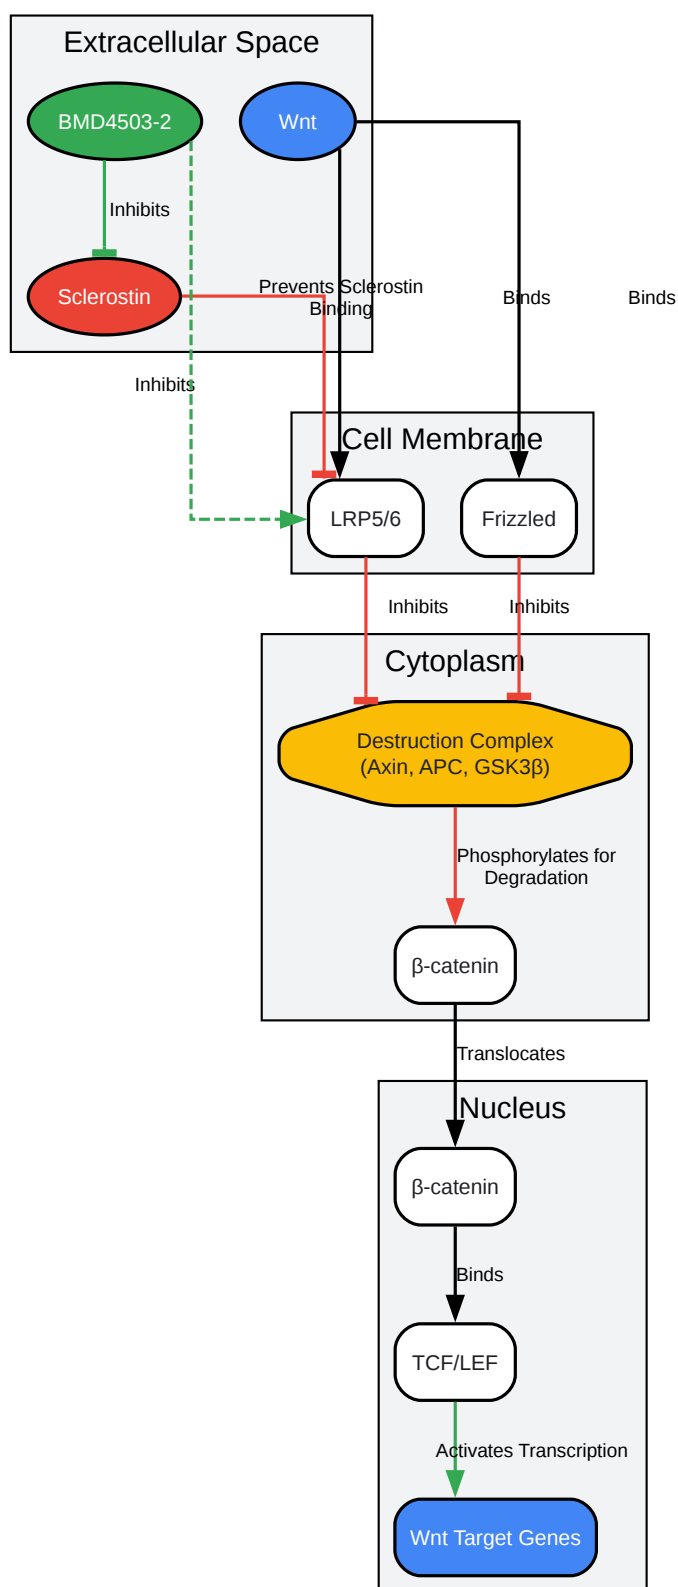 Extracellular Space
BMD4503-2
Wnt
Inhibits
Sclerostin
Prevents Sclerostin
Binding
Binds
Binds
Inhibits
Cell Membrane
LRP5/6
Frizzled
Inhibits
Inhibits
Cytoplasm
Destruction Complex
(Axin, APC, GSK3β)
Phosphorylates for
Degradation
β-catenin
Translocates
Nucleus
β-catenin
Binds
TCF/LEF
Activates Transcription
Wnt Target Genes